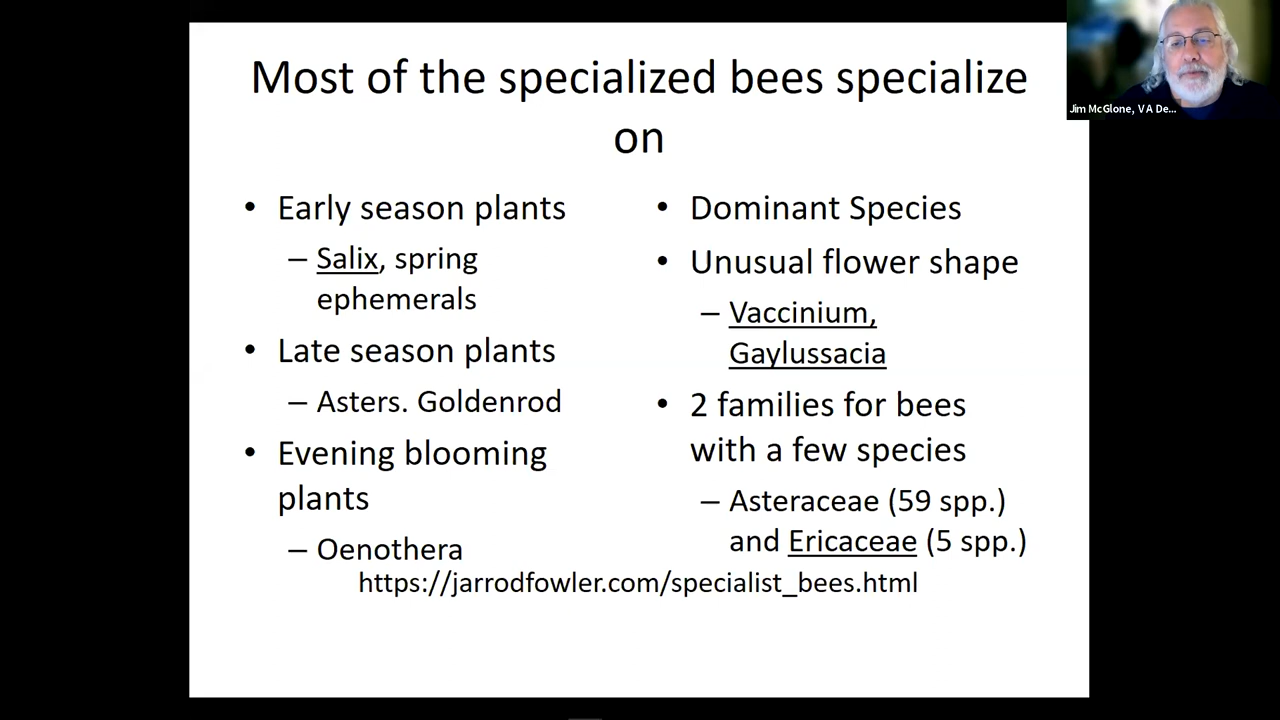 Most of the specialized bees specialize
on
• Early season plants
– Salix, spring
ephemerals
• Late season plants
– Asters. Goldenrod
• Evening blooming
plants
– Oenothera
• Dominant Species
• Unusual flower shape
– Vaccinium,
Gaylussacia
• 2 families for bees
with a few species
– Asteraceae (59 spp.)
and Ericaceae (5 spp.)
https://jarrodfowler.com/specialist_bees.html
Jim McGlone, VA De...